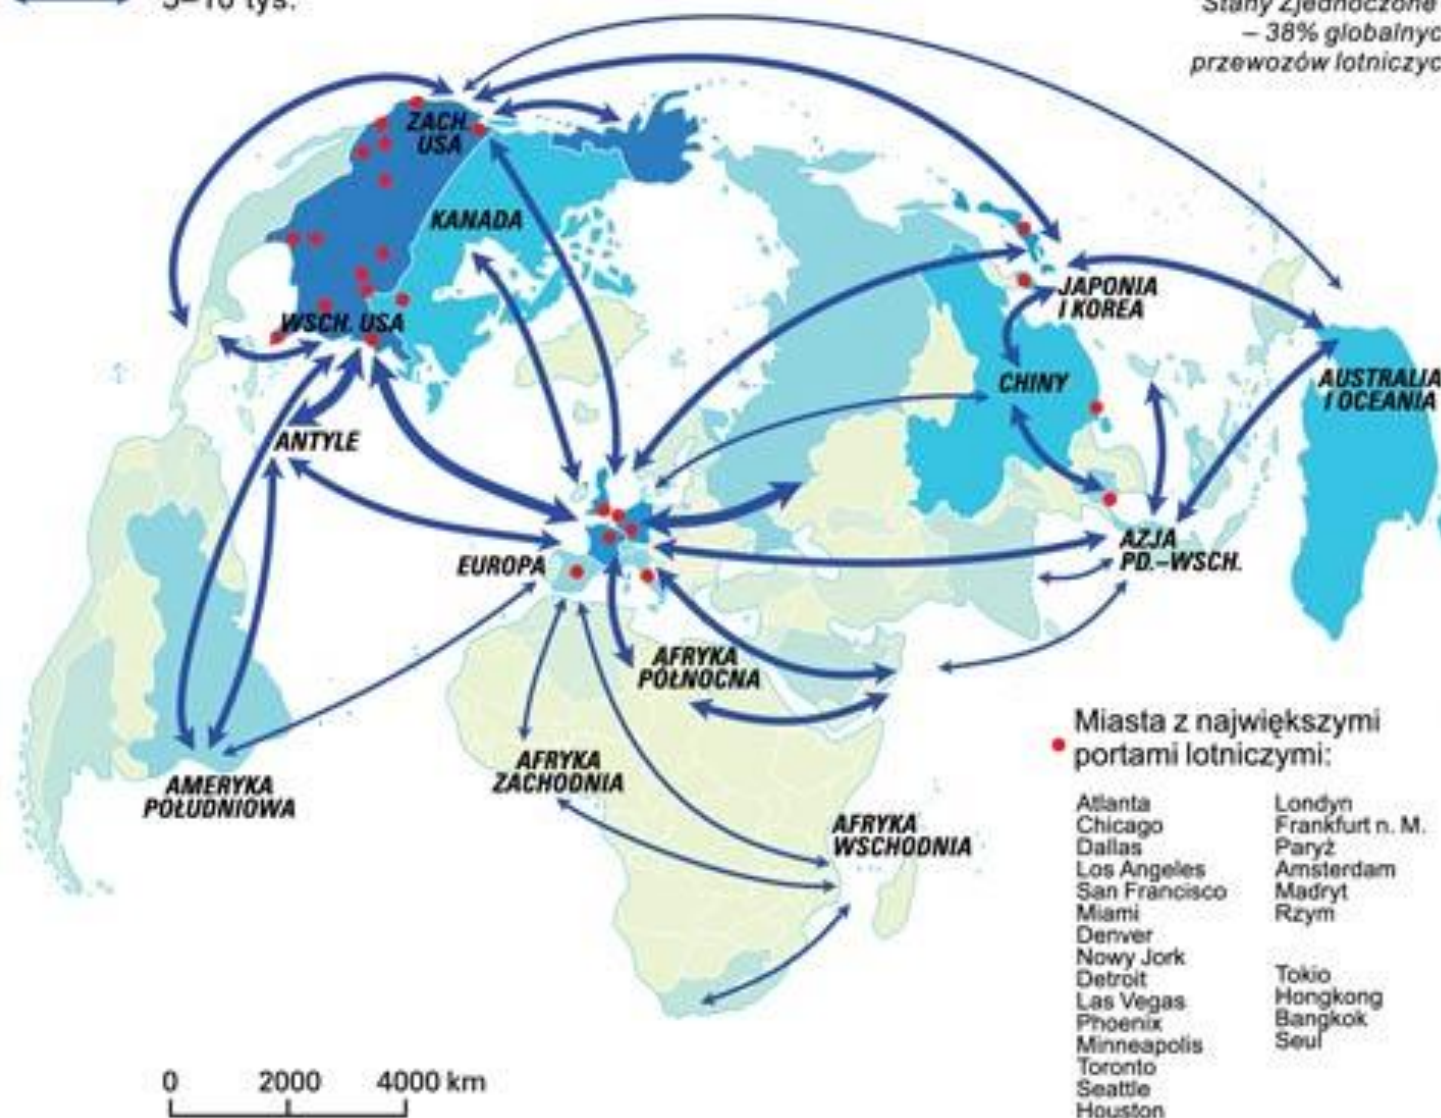 5–10 tys.
Stany Zjednoczone
– 38% globalnyc
przewozów lotniczyc
ZACH.
USA
KANADA
WSCH. USA
JAPONIA
I KOREA
CHINY
AUSTRALIA
I OCEANIA
ANTYLE
EUROPA
AZJA
PD.–WSCH.
AFRYKA
PÓŁNOCNA
AFRYKA
ZACHODNIA
AMERYKA
POŁUDNIOWA
AFRYKA
WSCHODNIA
Miasta z największymi
portami lotniczymi:
Atlanta
Chicago
Dallas
Los Angeles
San Francisco
Miami
Denver
Nowy Jork
Detroit
Las Vegas
Phoenix
Minneapolis
Toronto
Seattle
Houston
Londyn
Frankfurt n. M.
Paryż
Amsterdam
Madryt
Rzym
Tokio
Hongkong
Bangkok
Seul
0 2000 4000 km